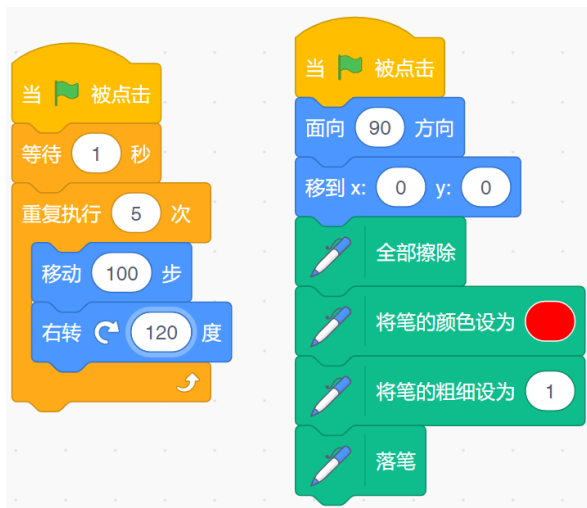 当 被点击
等待 1 秒
重复执行 5 次
移动 100 步
右转 120 度
当 被点击
面向 90 方向
移到 x: 0 y: 0
全部擦除
将笔的颜色设为
将笔的粗细设为 1
落笔